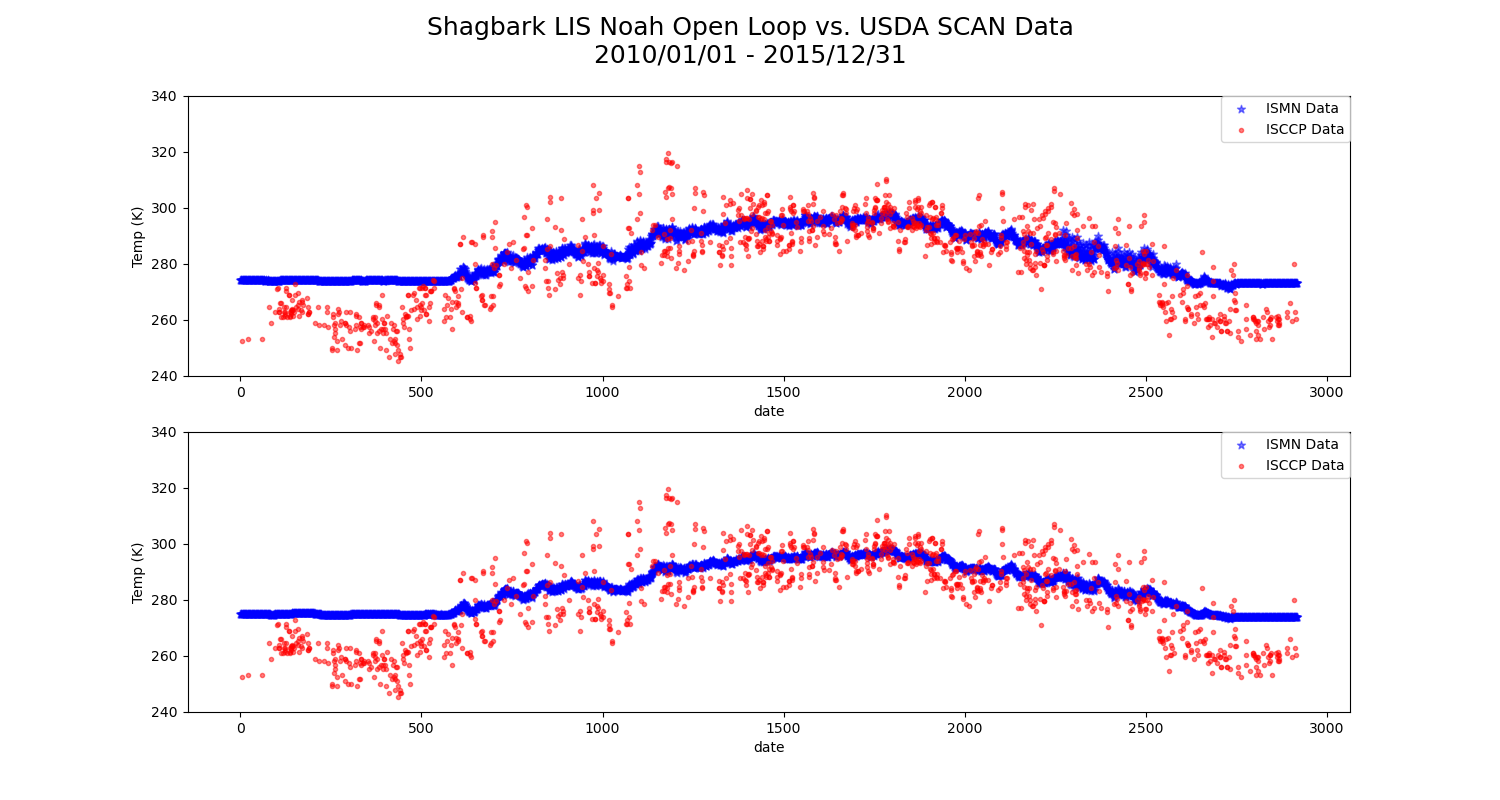 Shagbark LIS Noah Open Loop vs. USDA SCAN Data
2010/01/01 - 2015/12/31
340
320
300
280
260
240
Temp (K)
ISMN Data
ISCCP Data
0 500 1000 1500 2000 2500 3000
date
340
320
300
280
260
240
Temp (K)
ISMN Data
ISCCP Data
0 500 1000 1500 2000 2500 3000
date